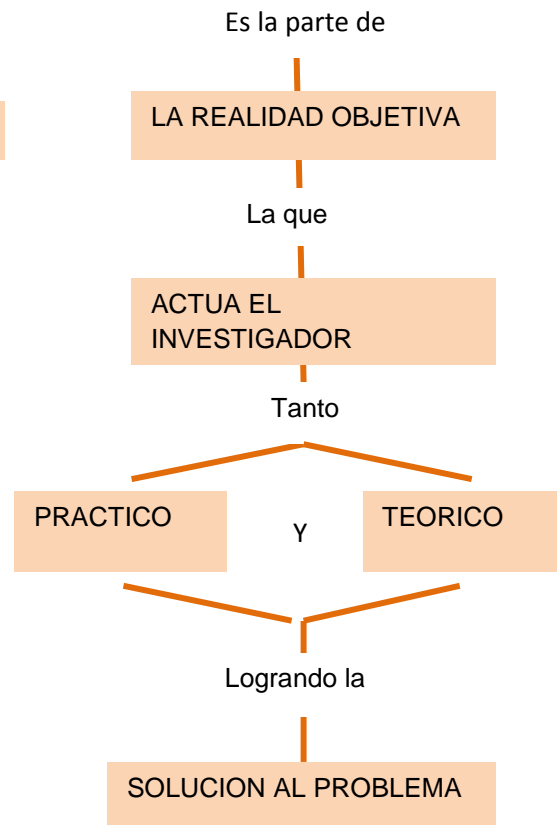 Es la parte de
LA REALIDAD OBJETIVA
La que
ACTUA EL
INVESTIGADOR
Tanto
PRACTICO
Y
TEORICO
Logrando la
SOLUCION AL PROBLEMA